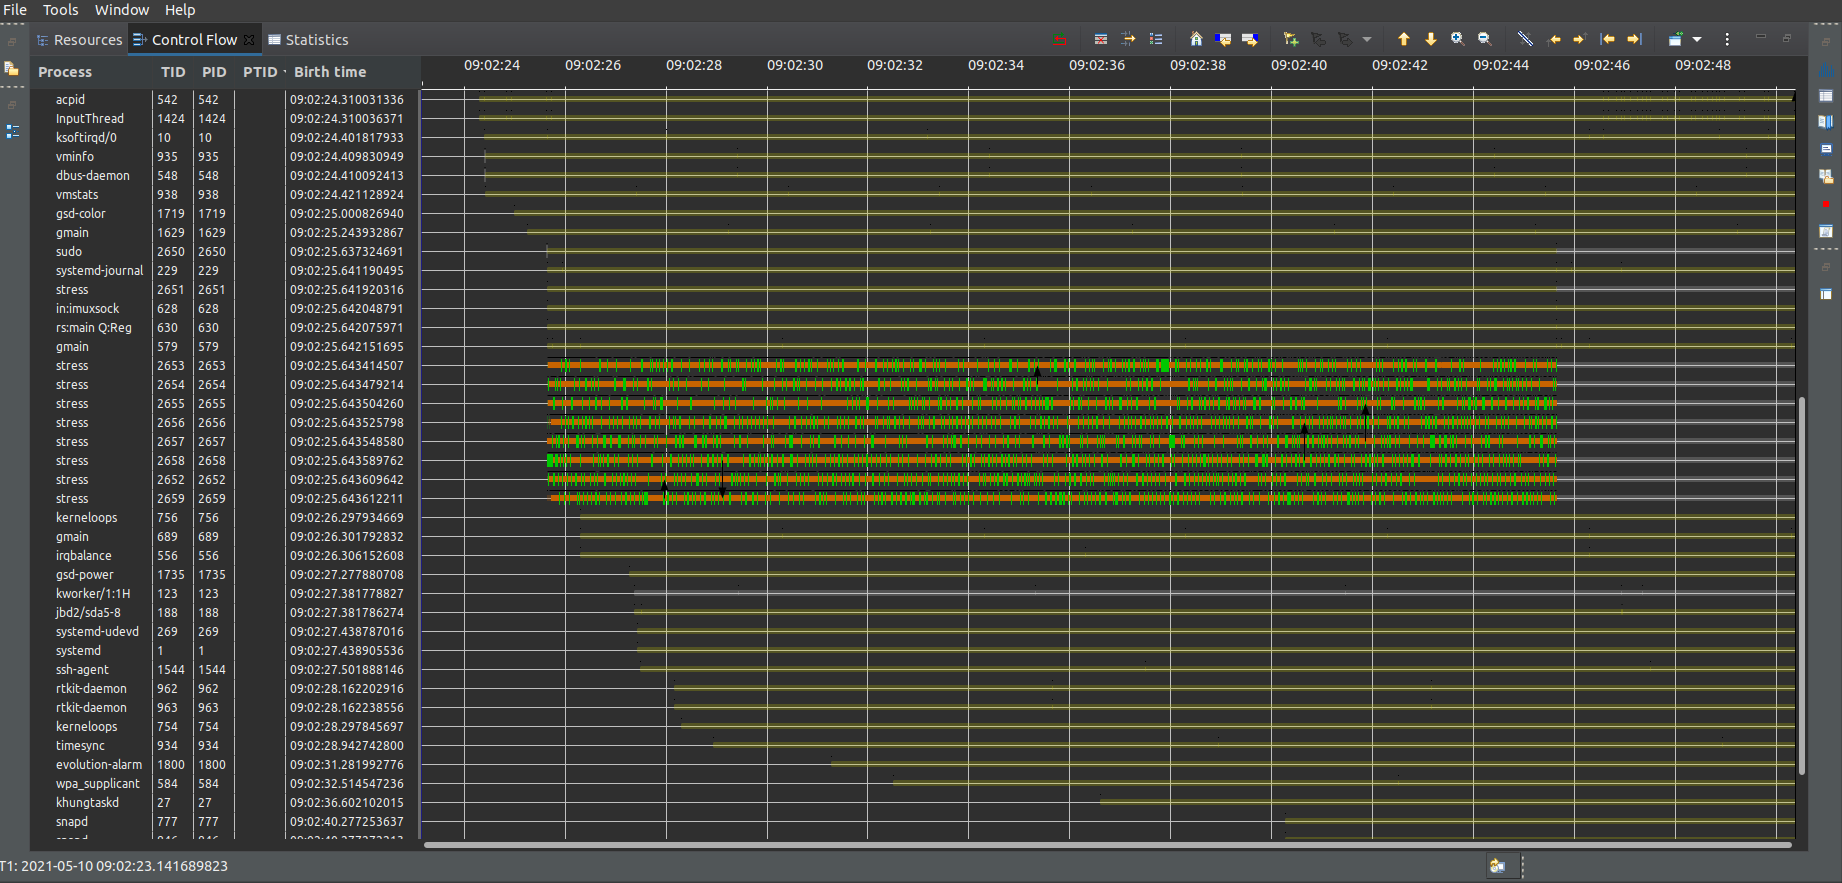 File Tools Window Help
Resources Control Flow Statistics
Process TID PID PTID Birth time 09:02:24 09:02:26 09:02:28 09:02:30 09:02:32 09:02:34 09:02:36 09:02:38 09:02:40 09:02:42 09:02:44 09:02:46 09:02:48
acpid 542 542 09:02:24.310031336
InputThread 1424 1424 09:02:24.310036371
ksoftirqd/0 10 10 09:02:24.401817933
vminfo 935 935 09:02:24.409830949
dbus-daemon 548 548 09:02:24.410092413
vmstats 938 938 09:02:24.421128924
gsd-color 1719 1719 09:02:25.000826940
gmain 1629 1629 09:02:25.243932867
sudo 2650 2650 09:02:25.637324691
systemd-journal 229 229 09:02:25.641190495
stress 2651 2651 09:02:25.641920316
in:imuxsock 628 628 09:02:25.642048791
rs:main Q:Reg 630 630 09:02:25.642075971
gmain 579 579 09:02:25.642151695
stress 2653 2653 09:02:25.643414507
stress 2654 2654 09:02:25.643479214
stress 2655 2655 09:02:25.643504260
stress 2656 2656 09:02:25.643525798
stress 2657 2657 09:02:25.643548580
stress 2658 2658 09:02:25.643589762
stress 2652 2652 09:02:25.643609642
stress 2659 2659 09:02:25.643612211
kerneloops 756 756 09:02:26.297934669
gmain 689 689 09:02:26.301792832
irqbalance 556 556 09:02:26.306152608
gsd-power 1735 1735 09:02:27.277880708
kworker/1:1H 123 123 09:02:27.381778827
jbd2/sda5-8 188 188 09:02:27.381786274
systemd-udevd 269 269 09:02:27.438787016
systemd 1 1 09:02:27.438905536
ssh-agent 1544 1544 09:02:27.501888146
rtkit-daemon 962 962 09:02:28.162202916
rtkit-daemon 963 963 09:02:28.162238556
kerneloops 754 754 09:02:28.297845697
timesync 934 934 09:02:28.942742800
evolution-alarm 1800 1800 09:02:31.281992776
wpa_supplicant 584 584 09:02:32.514547236
khungtaskd 27 27 09:02:36.602102015
snapd 777 777 09:02:40.277253637
T1: 2021-05-10 09:02:23.141689823